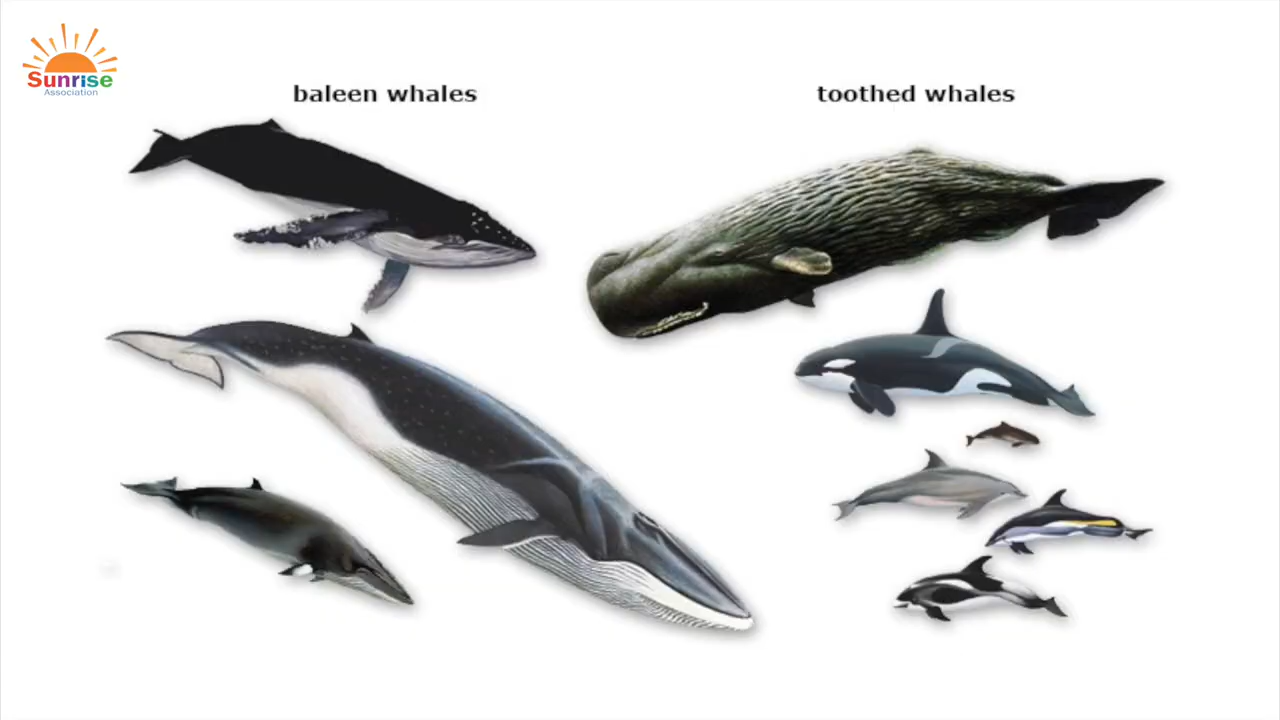 Sunrise
Association
baleen whales
toothed whales